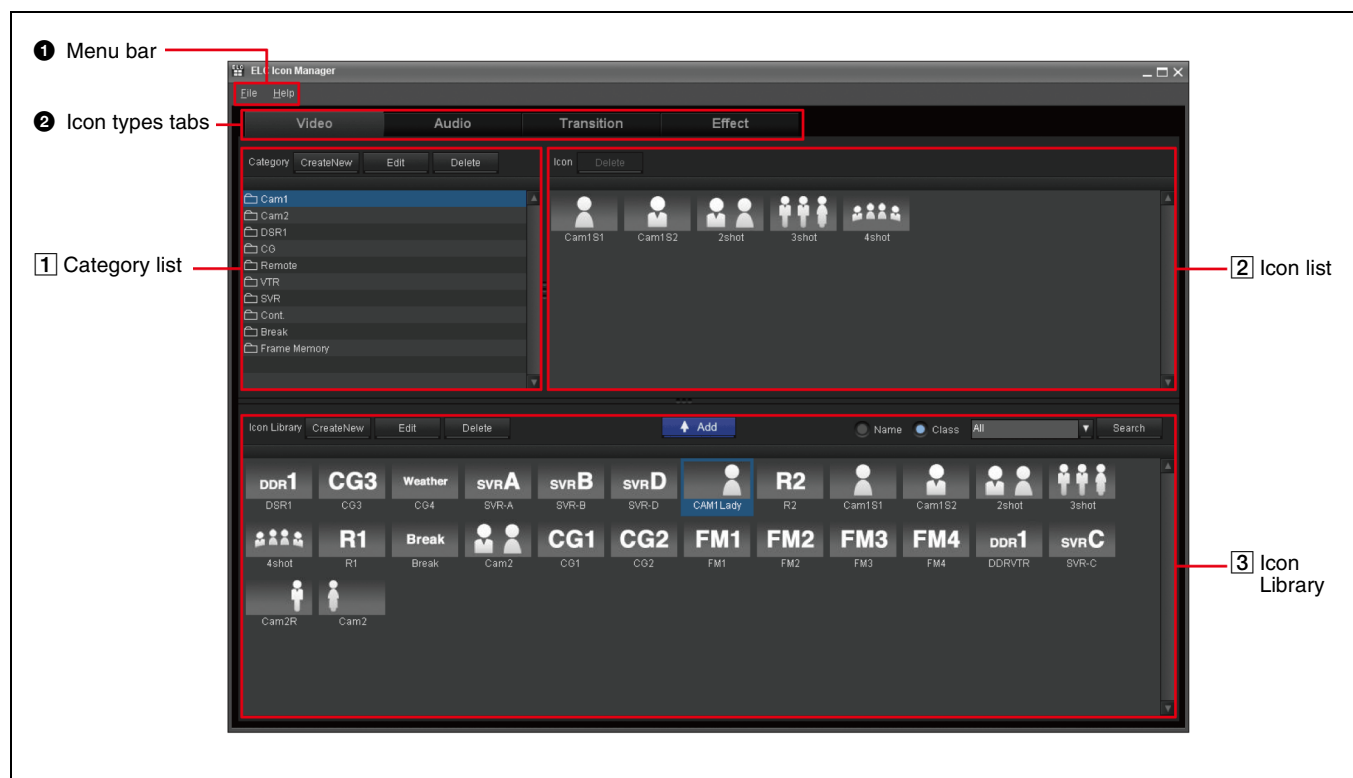 ❶ Menu bar
ELC Icon Manager
File Help
❷ Icon types tabs
Video Audio Transition Effect
Category CreateNew Edit Delete
Icon Delete
Cam1
Cam2
DSR1
CG
Remote
VTR
SVR
Cont.
Break
Frame Memory
Cam1S1 Cam1S2 2shot 3shot 4shot
1 Category list
2 Icon list
Icon Library CreateNew Edit Delete Add Name Class All Search
DDR1 CG3 Weather SVRA SVRB SVRD R2
DSR1 CG3 CG4 SVR-A SVR-B SVR-D CAM1Lady R2 Cam1S1 Cam1S2 2shot 3shot
R1 Break CG1 CG2 FM1 FM2 FM3 FM4 DDR1 SVRC
4shot R1 Break Cam2 CG1 CG2 FM1 FM2 FM3 FM4 DDRVTR SVR-C
Cam2R Cam2
3 Icon
Library